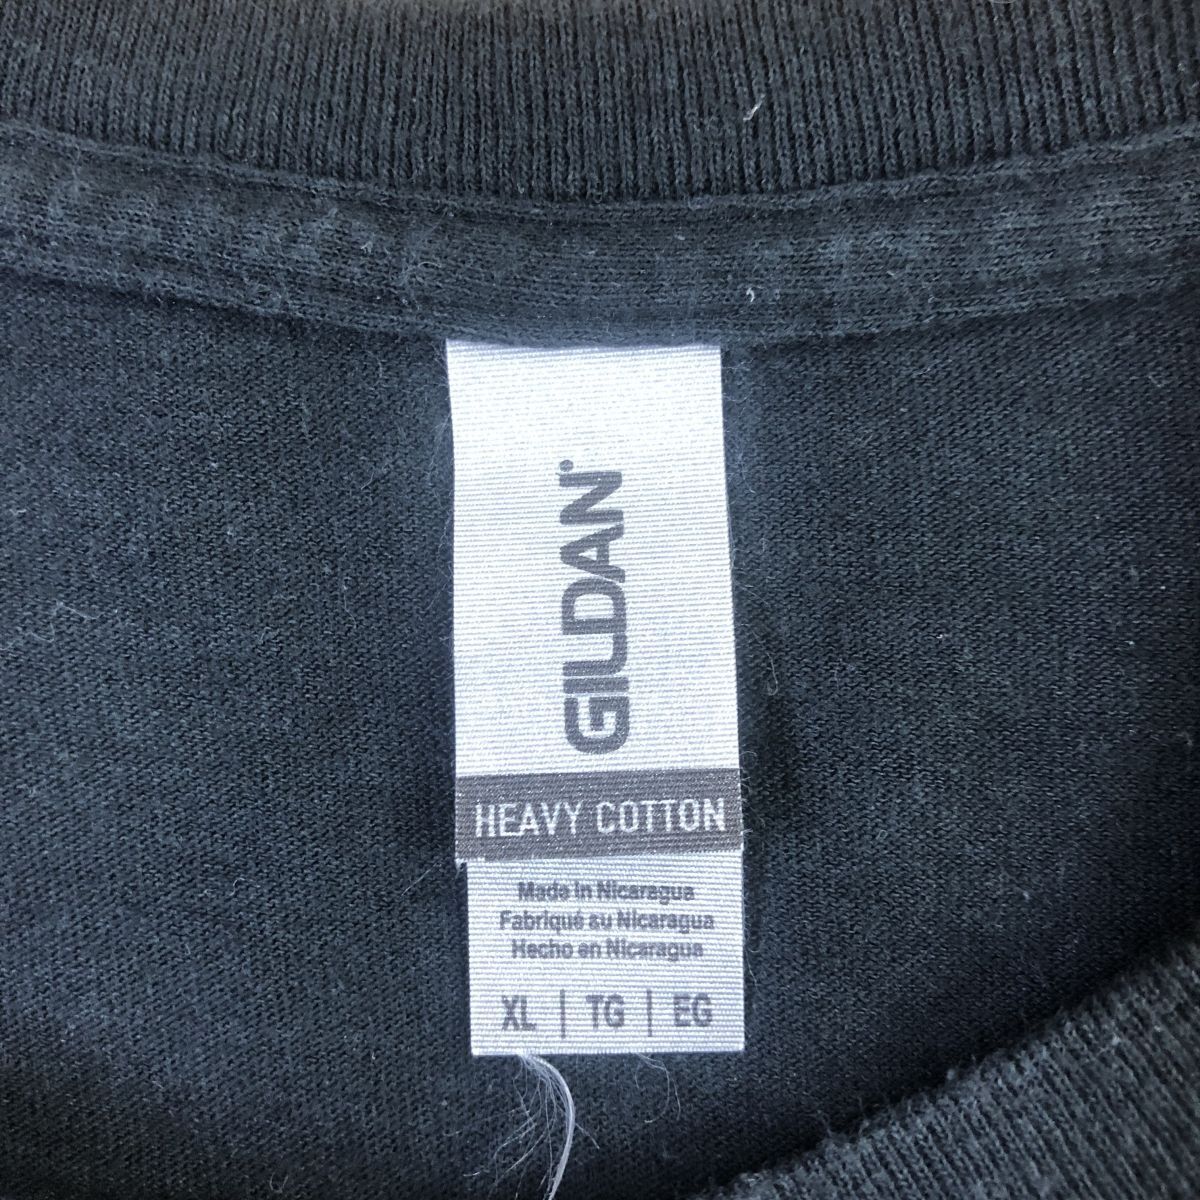 GILDAN®
HEAVY COTTON
Made in Nicaragua
Fabriqué au Nicaragua
Hecho en Nicaragua
XL | TG | EG